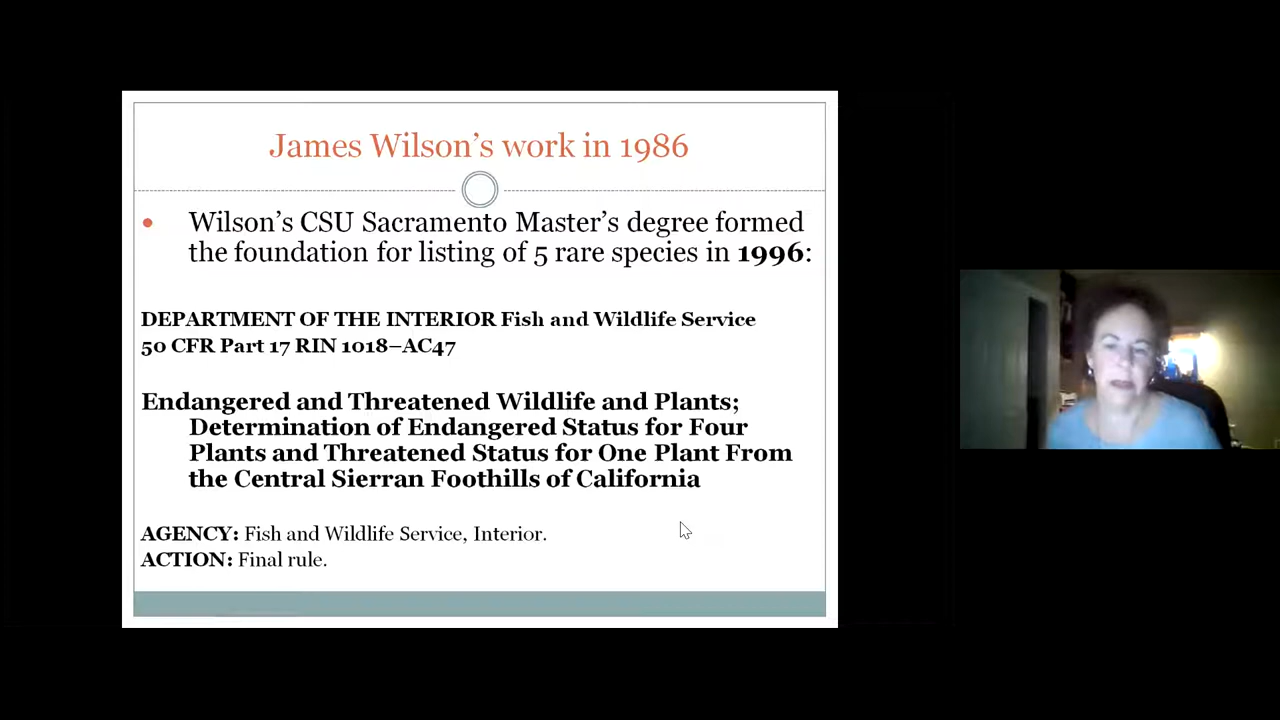 James Wilson’s work in 1986
• Wilson’s CSU Sacramento Master’s degree formed
the foundation for listing of 5 rare species in 1996:
DEPARTMENT OF THE INTERIOR Fish and Wildlife Service
50 CFR Part 17 RIN 1018–AC47
Endangered and Threatened Wildlife and Plants;
Determination of Endangered Status for Four
Plants and Threatened Status for One Plant From
the Central Sierran Foothills of California
AGENCY: Fish and Wildlife Service, Interior.
ACTION: Final rule.